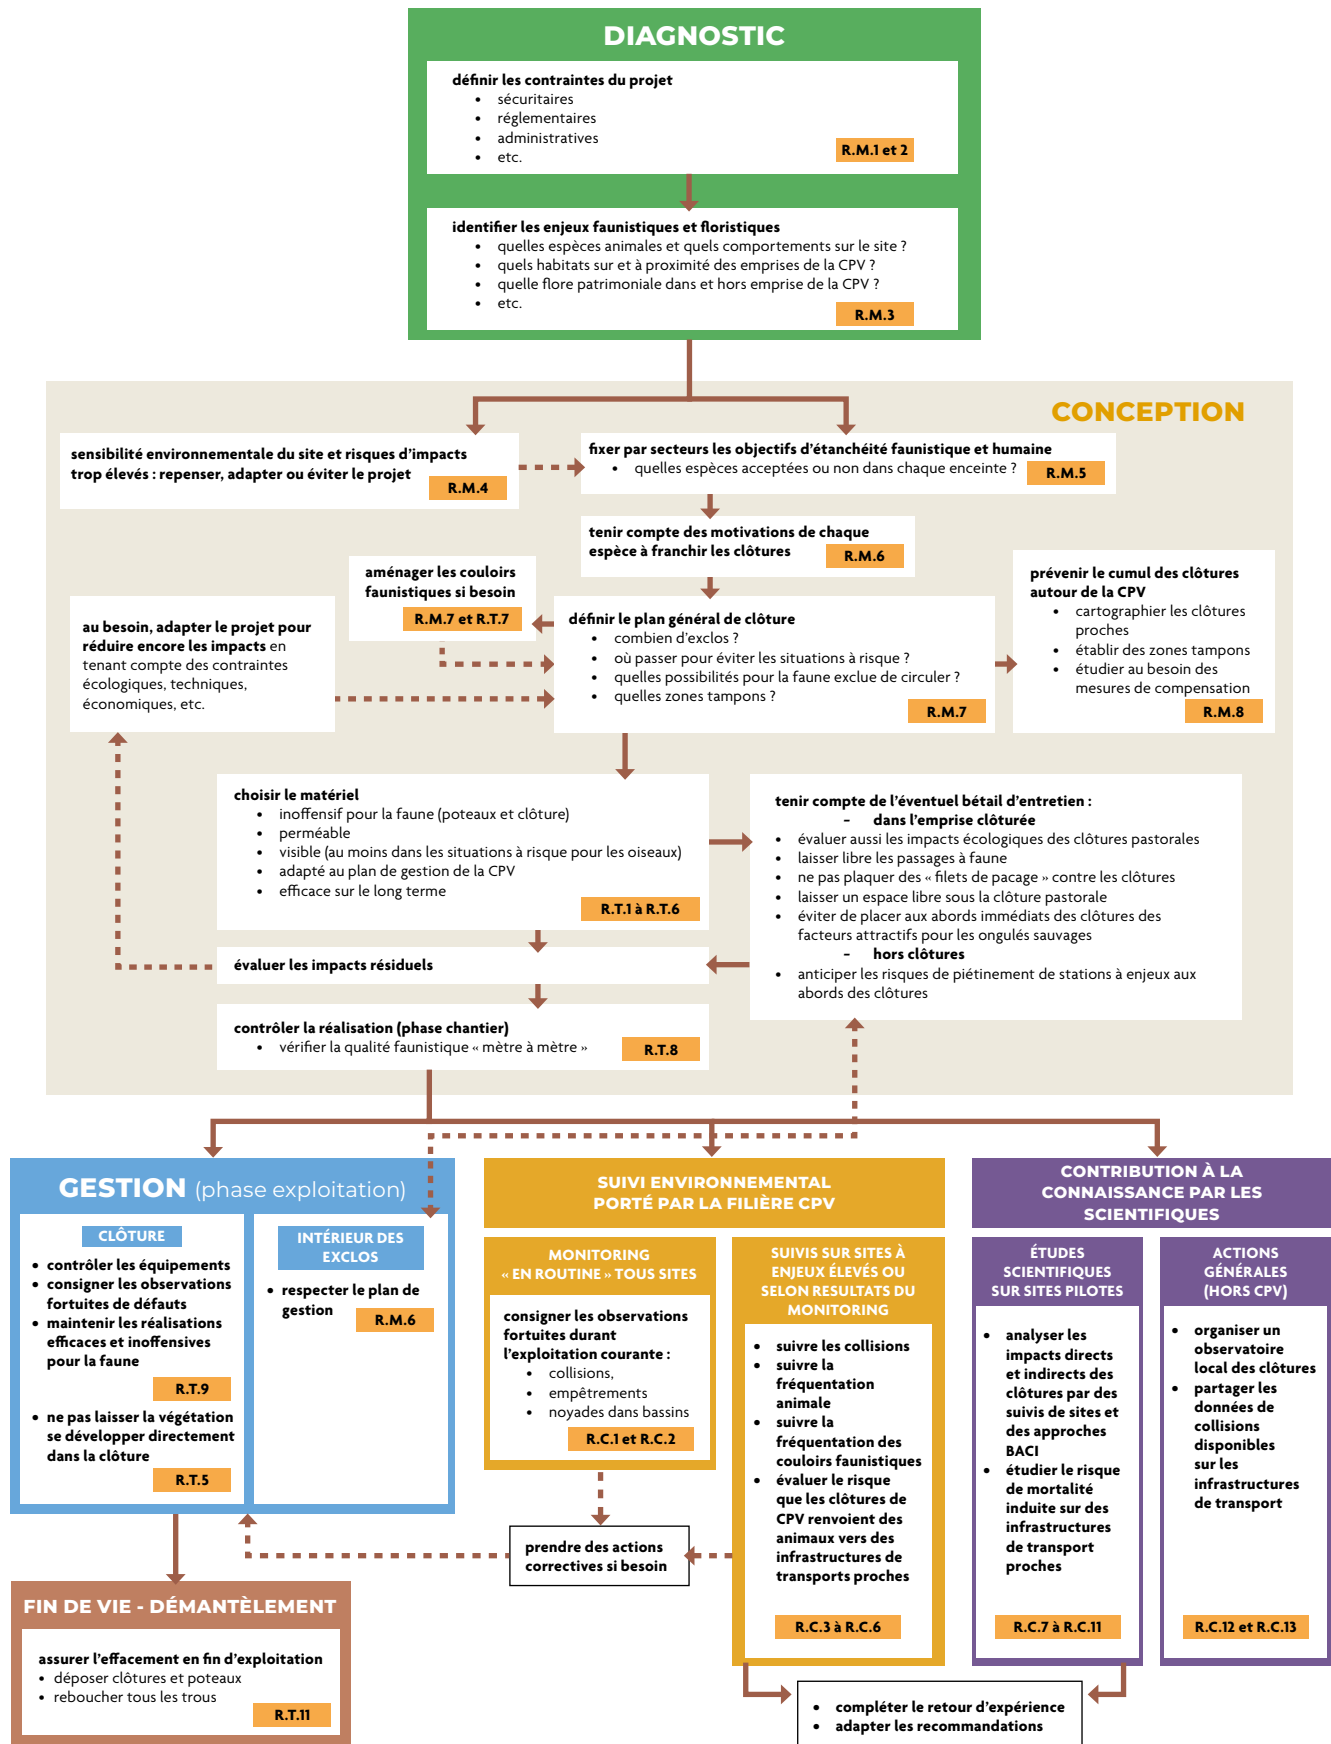 DIAGNOSTIC
définir les contraintes du projet
• sécuritaires
• réglementaires
• administratives
• etc.
R.M.1 et 2
identifier les enjeux faunistiques et floristiques
• quelles espèces animales et quels comportements sur le site ?
• quels habitats sur et à proximité des emprises de la CPV ?
• quelle flore patrimoniale dans et hors emprise de la CPV ?
• etc.
R.M.3
CONCEPTION
sensibilité environnementale du site et risques d'impacts
trop élevés : repenser, adapter ou éviter le projet
R.M.4
fixer par secteurs les objectifs d'étanchéité faunistique et humaine
• quelles espèces acceptées ou non dans chaque enceinte ?
R.M.5
tenir compte des motivations de chaque
espèce à franchir les clôtures
R.M.6
aménager les couloirs
faunistiques si besoin
R.M.7 et R.T.7
définir le plan général de clôture
• combien d'exclos ?
• où passer pour éviter les situations à risque ?
• quelles possibilités pour la faune exclue de circuler ?
• quelles zones tampons ?
R.M.7
prévenir le cumul des clôtures
autour de la CPV
• cartographier les clôtures
proches
• établir des zones tampons
• étudier au besoin des
mesures de compensation
R.M.8
au besoin, adapter le projet pour
réduire encore les impacts en
tenant compte des contraintes
écologiques, techniques,
économiques, etc.
choisir le matériel
• inoffensif pour la faune (poteaux et clôture)
• perméable
• visible (au moins dans les situations à risque pour les oiseaux)
• adapté au plan de gestion de la CPV
• efficace sur le long terme
R.T.1 à R.T.6
tenir compte de l'éventuel bétail d'entretien :
– dans l'emprise clôturée
• évaluer aussi les impacts écologiques des clôtures pastorales
• laisser libre les passages à faune
• ne pas plaquer des « filets de pacage » contre les clôtures
• laisser un espace libre sous la clôture pastorale
• éviter de placer aux abords immédiats des clôtures des
facteurs attractifs pour les ongulés sauvages
– hors clôtures
• anticiper les risques de piétinement de stations à enjeux aux
abords des clôtures
évaluer les impacts résiduels
contrôler la réalisation (phase chantier)
• vérifier la qualité faunistique « mètre à mètre »
R.T.8
GESTION (phase exploitation)
CLÔTURE
• contrôler les équipements
• consigner les observations
fortuites de défauts
• maintenir les réalisations
efficaces et inoffensives
pour la faune
R.T.9
• ne pas laisser la végétation
se développer directement
dans la clôture
R.T.5
INTÉRIEUR DES
EXCLOS
• respecter le plan de
gestion
R.M.6
SUIVI ENVIRONNEMENTAL
PORTÉ PAR LA FILIÈRE CPV
MONITORING
« EN ROUTINE » TOUS SITES
consigner les observations
fortuites durant
l'exploitation courante :
• collisions,
• empêtrements
• noyades dans bassins
R.C.1 et R.C.2
SUIVIS SUR SITES À
ENJEUX ÉLEVÉS OU
SELON RESULTATS DU
MONITORING
• suivre les collisions
• suivre la
fréquentation
animale
• suivre la
fréquentation des
couloirs faunistiques
• évaluer le risque
que les clôtures de
CPV renvoient des
animaux vers des
infrastructures de
transports proches
R.C.3 à R.C.6
CONTRIBUTION À LA
CONNAISSANCE PAR LES
SCIENTIFIQUES
ÉTUDES
SCIENTIFIQUES
SUR SITES PILOTES
• analyser les
impacts directs
et indirects des
clôtures par des
suivis de sites et
des approches
BACI
• étudier le risque
de mortalité
induite sur des
infrastructures
de transport
proches
R.C.7 à R.C.11
ACTIONS
GÉNÉRALES
(HORS CPV)
• organiser un
observatoire
local des clôtures
• partager les
données de
collisions
disponibles
sur les
infrastructures
de transport
R.C.12 et R.C.13
prendre des actions
correctives si besoin
FIN DE VIE - DÉMANTÈLEMENT
assurer l'effacement en fin d'exploitation
• déposer clôtures et poteaux
• reboucher tous les trous
R.T.11
• compléter le retour d'expérience
• adapter les recommandations